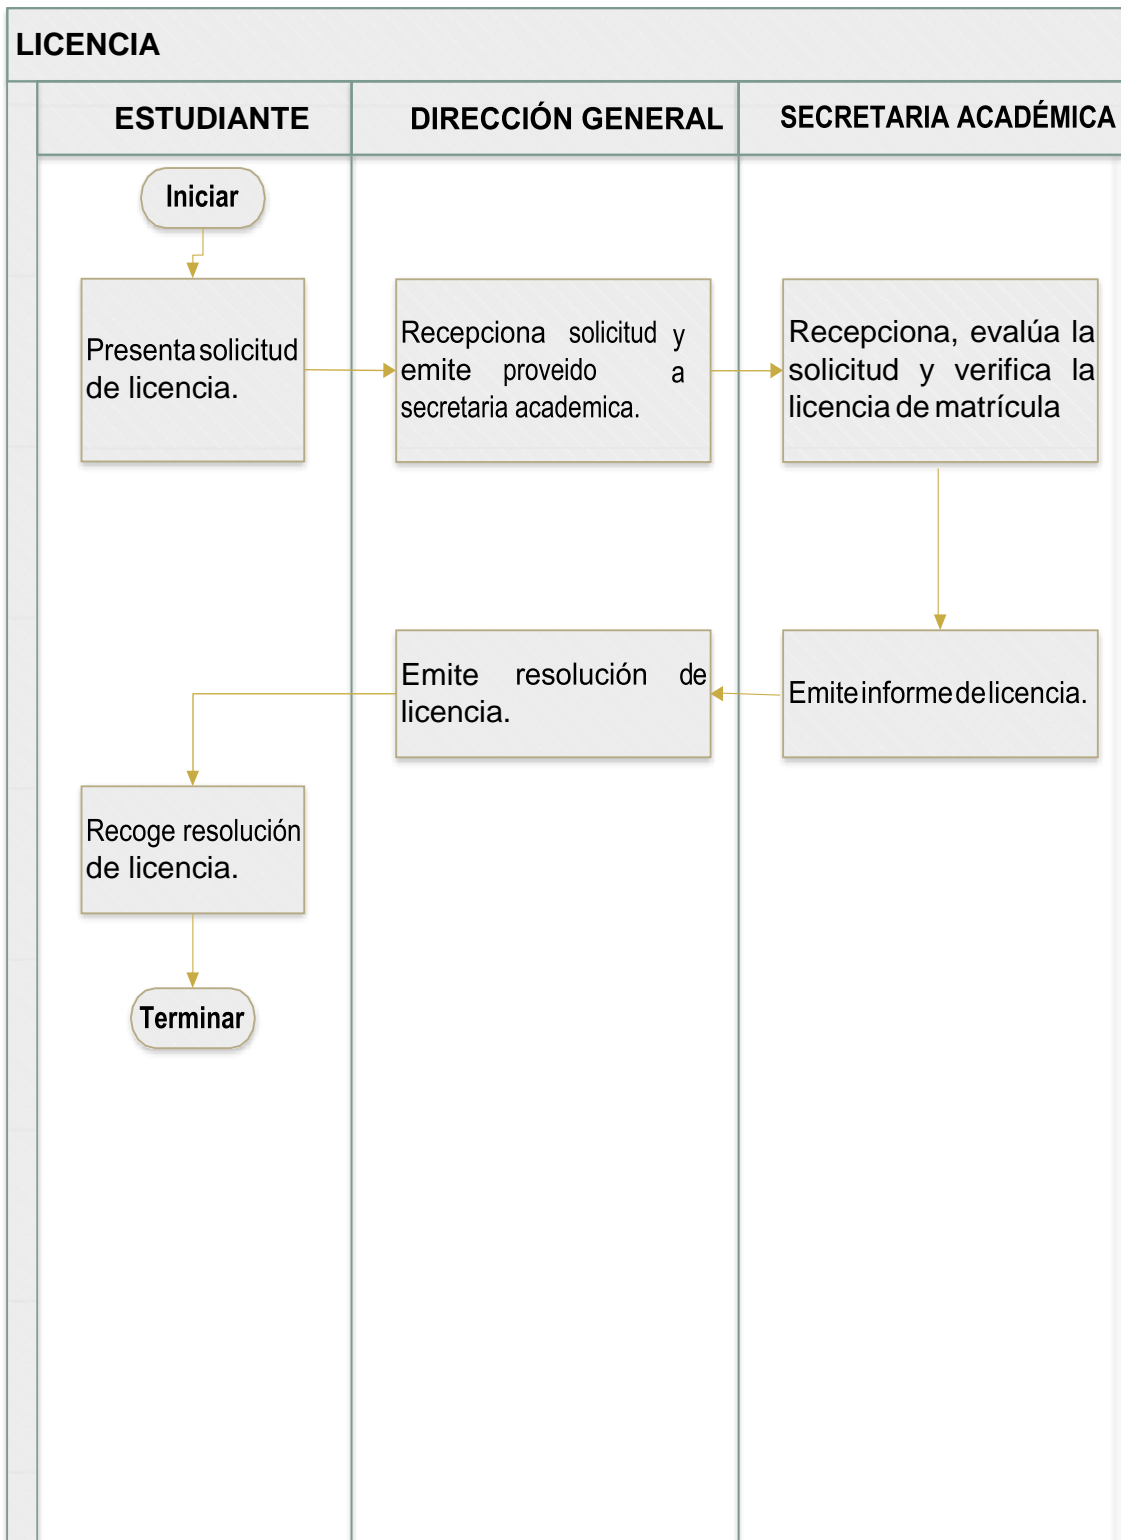 LICENCIA
ESTUDIANTE
DIRECCIÓN GENERAL
SECRETARIA ACADÉMICA
Iniciar
Presenta solicitud
de licencia.
Recepciona solicitud y
emite proveido a
secretaria academica.
Recepciona, evalúa la
solicitud y verifica la
licencia de matrícula
Emite informe de licencia.
Emite resolución de
licencia.
Recoge resolución
de licencia.
Terminar